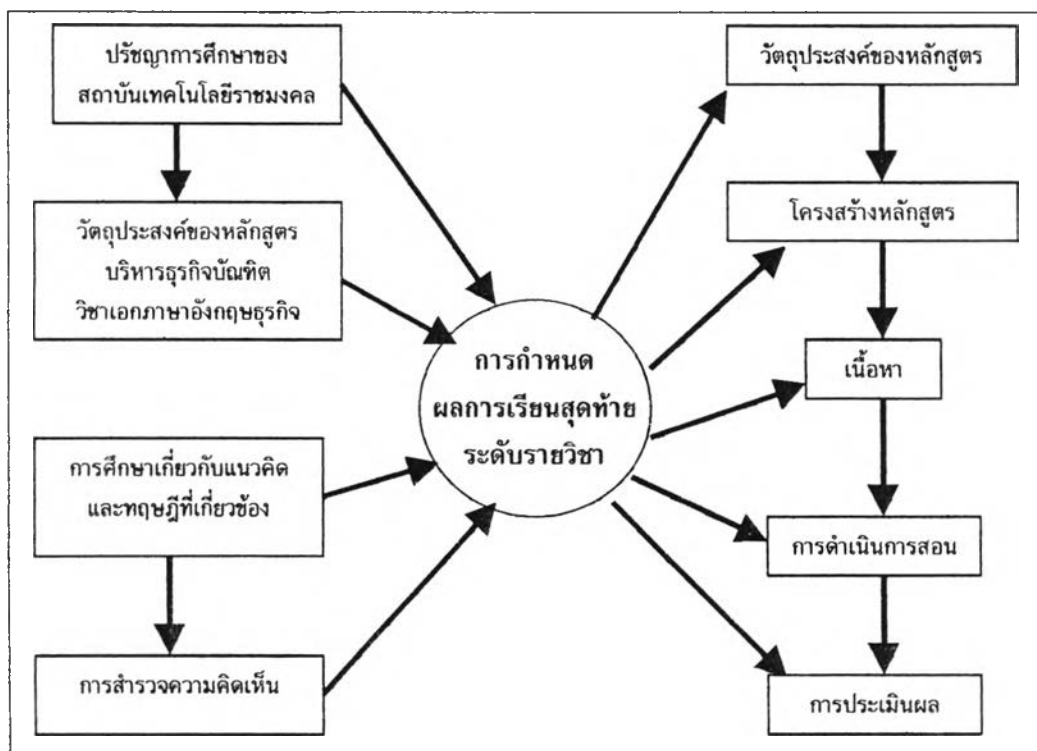 ปรัชญาการศึกษาของ
สถาบันเทคโนโลยีราชมงคล
วัตถุประสงค์ของหลักสูตร
บริหารธุรกิจบัณฑิต
วิชาเอกภาษาอังกฤษธุรกิจ
การศึกษาเกี่ยวกับแนวคิด
และทฤษฎีที่เกี่ยวข้อง
การสำรวจความคิดเห็น
การกำหนด
ผลการเรียนสุดท้าย
ระดับรายวิชา
วัตถุประสงค์ของหลักสูตร
โครงสร้างหลักสูตร
เนื้อหา
การดำเนินการสอน
การประเมินผล